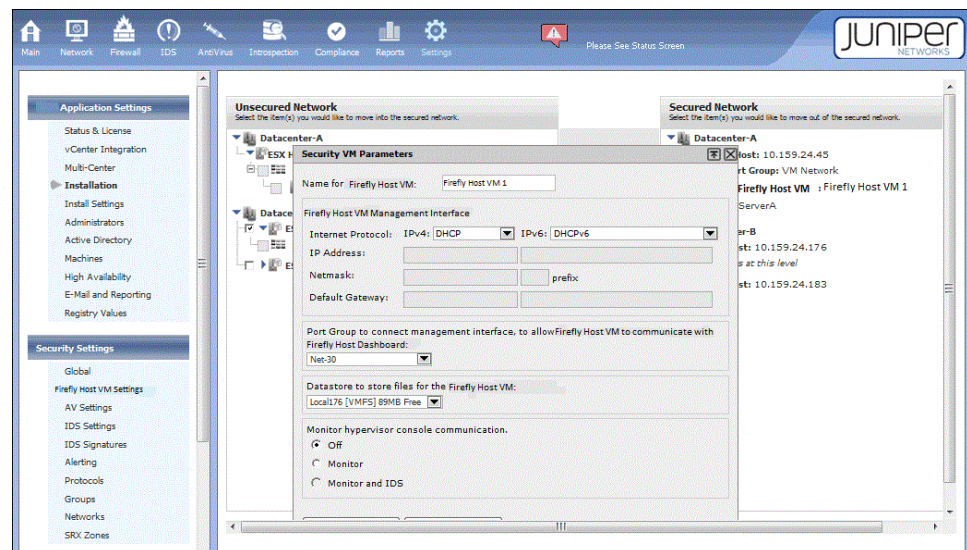 Main
Network
Firewall
IDS
AntiVirus
Introspection
Compliance
Reports
Settings
Please See Status Screen
JUNIPER
NETWORKS
Application Settings
Status & License
vCenter Integration
Multi-Center
Installation
Install Settings
Administrators
Active Directory
Machines
High Availability
E-Mail and Reporting
Registry Values
Security Settings
Global
Firefly Host VM Settings
AV Settings
IDS Settings
IDS Signatures
Alerting
Protocols
Groups
Networks
SRX Zones
Unsecured Network
Select the item(s) you would like to move into the secured network.
Datacenter-A
ESX H
Datace
ES
ES
Secured Network
Select the item(s) you would like to move out of the secured network.
Datacenter-A
Host: 10.159.24.45
rt Group: VM Network
Firefly Host VM : Firefly Host VM 1
ServerA
er-B
st: 10.159.24.176
s at this level
st: 10.159.24.183
Security VM Parameters
Name for Firefly Host VM: Firefly Host VM 1
Firefly Host VM Management Interface
Internet Protocol: IPv4: DHCP IPv6: DHCPv6
IP Address:
Netmask: prefix
Default Gateway:
Port Group to connect management interface, to allowFirefly Host VM to communicate with
Firefly Host Dashboard:
Net-30
Datastore to store files for the Firefly Host VM:
Local176 [VMFS] 89MB Free
Monitor hypervisor console communication.
Off
Monitor
Monitor and IDS